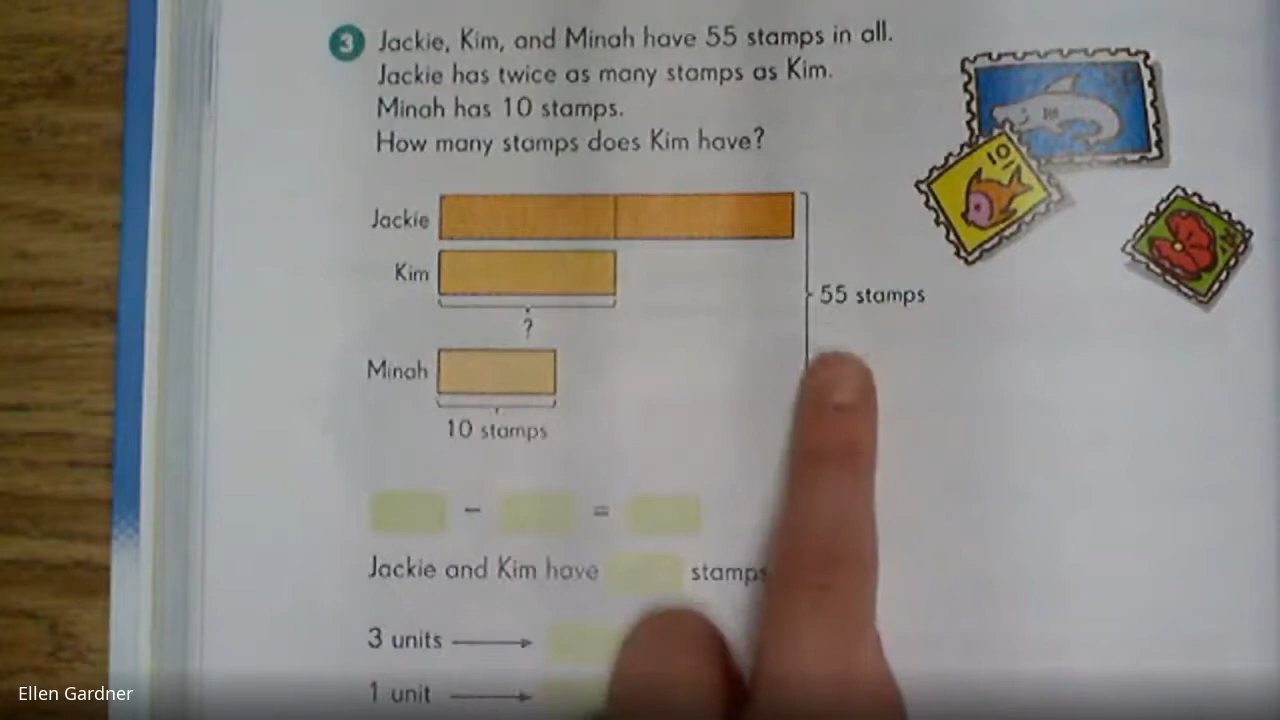 3 Jackie, Kim, and Minah have 55 stamps in all.
Jackie has twice as many stamps as Kim.
Minah has 10 stamps.
How many stamps does Kim have?
10
Jackie
Kim
?
55 stamps
Minah
10 stamps
- =
Jackie and Kim have stamps
3 units
1 unit
Ellen Gardner